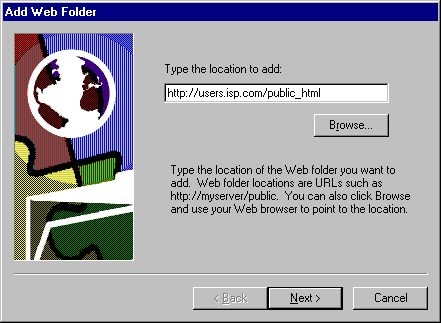 Add Web Folder
Type the location to add:
http://users.isp.com/public_html
Browse...
Type the location of the Web folder you want to
add.  Web folder locations are URLs such as
http://myserver/public.  You can also click Browse
and use your Web browser to point to the location.
< Back
Next >
Cancel